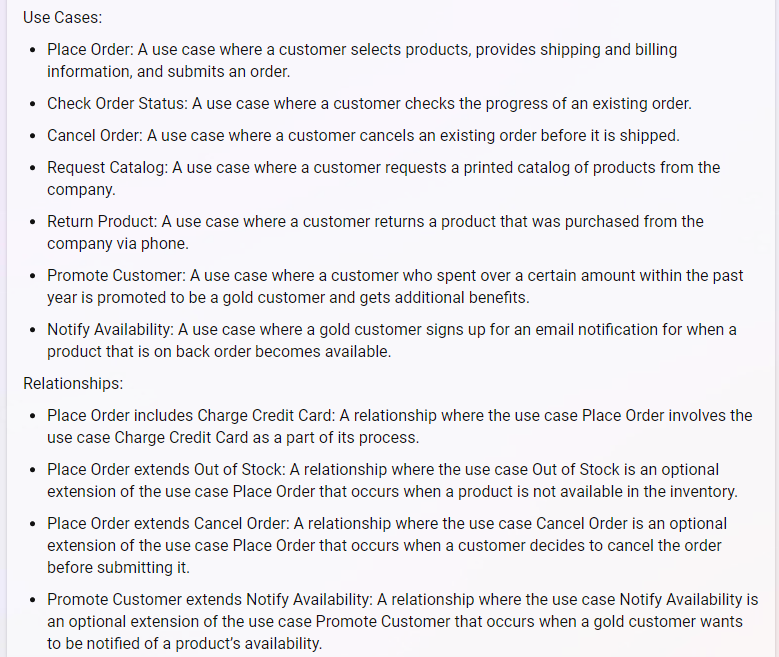 Use Cases:
• Place Order: A use case where a customer selects products, provides shipping and billing
information, and submits an order.
• Check Order Status: A use case where a customer checks the progress of an existing order.
• Cancel Order: A use case where a customer cancels an existing order before it is shipped.
• Request Catalog: A use case where a customer requests a printed catalog of products from the
company.
• Return Product: A use case where a customer returns a product that was purchased from the
company via phone.
• Promote Customer: A use case where a customer who spent over a certain amount within the past
year is promoted to be a gold customer and gets additional benefits.
• Notify Availability: A use case where a gold customer signs up for an email notification for when a
product that is on back order becomes available.
Relationships:
• Place Order includes Charge Credit Card: A relationship where the use case Place Order involves the
use case Charge Credit Card as a part of its process.
• Place Order extends Out of Stock: A relationship where the use case Out of Stock is an optional
extension of the use case Place Order that occurs when a product is not available in the inventory.
• Place Order extends Cancel Order: A relationship where the use case Cancel Order is an optional
extension of the use case Place Order that occurs when a customer decides to cancel the order
before submitting it.
• Promote Customer extends Notify Availability: A relationship where the use case Notify Availability is
an optional extension of the use case Promote Customer that occurs when a gold customer wants
to be notified of a product's availability.